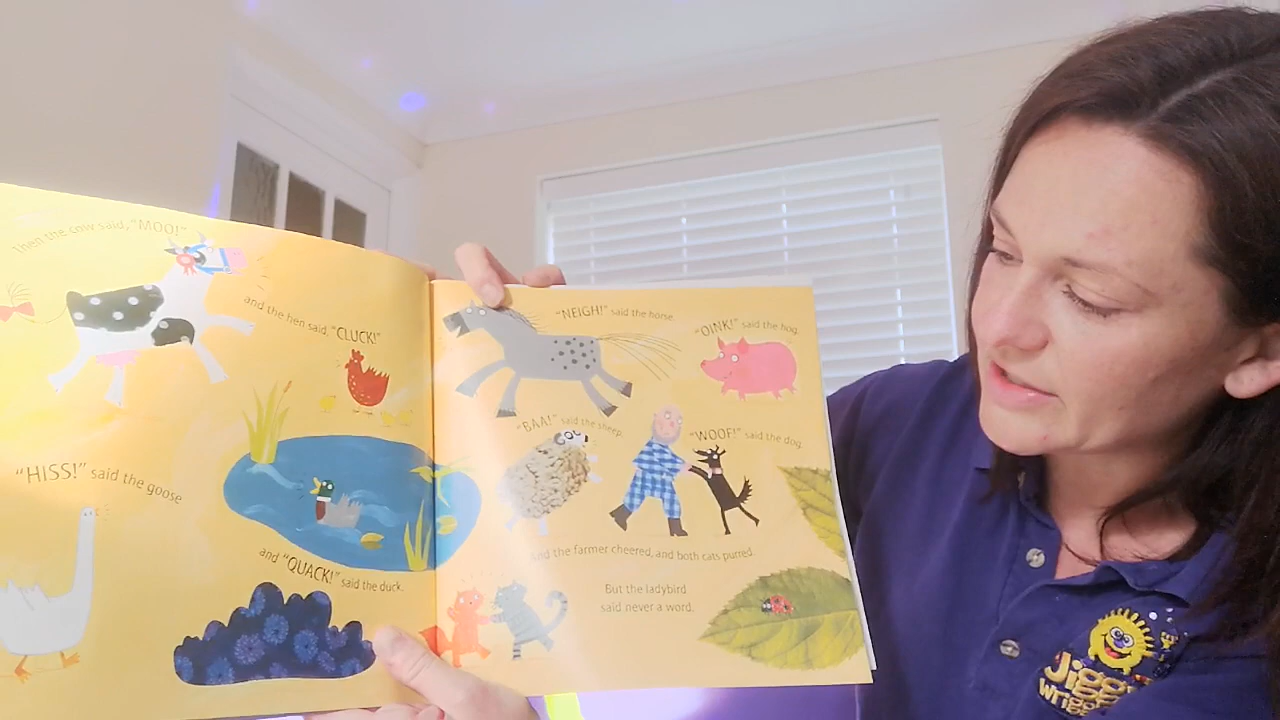 Then the cow said, "MOO!"
and the hen said, "CLUCK!"
"HISS!" said the goose
and "QUACK!" said the duck.
"NEIGH!" said the horse.
"OINK!" said the hog.
"BAA!" said the sheep.
"WOOF!" said the dog.
And the farmer cheered, and both cats purred.
But the ladybird
said never a word.